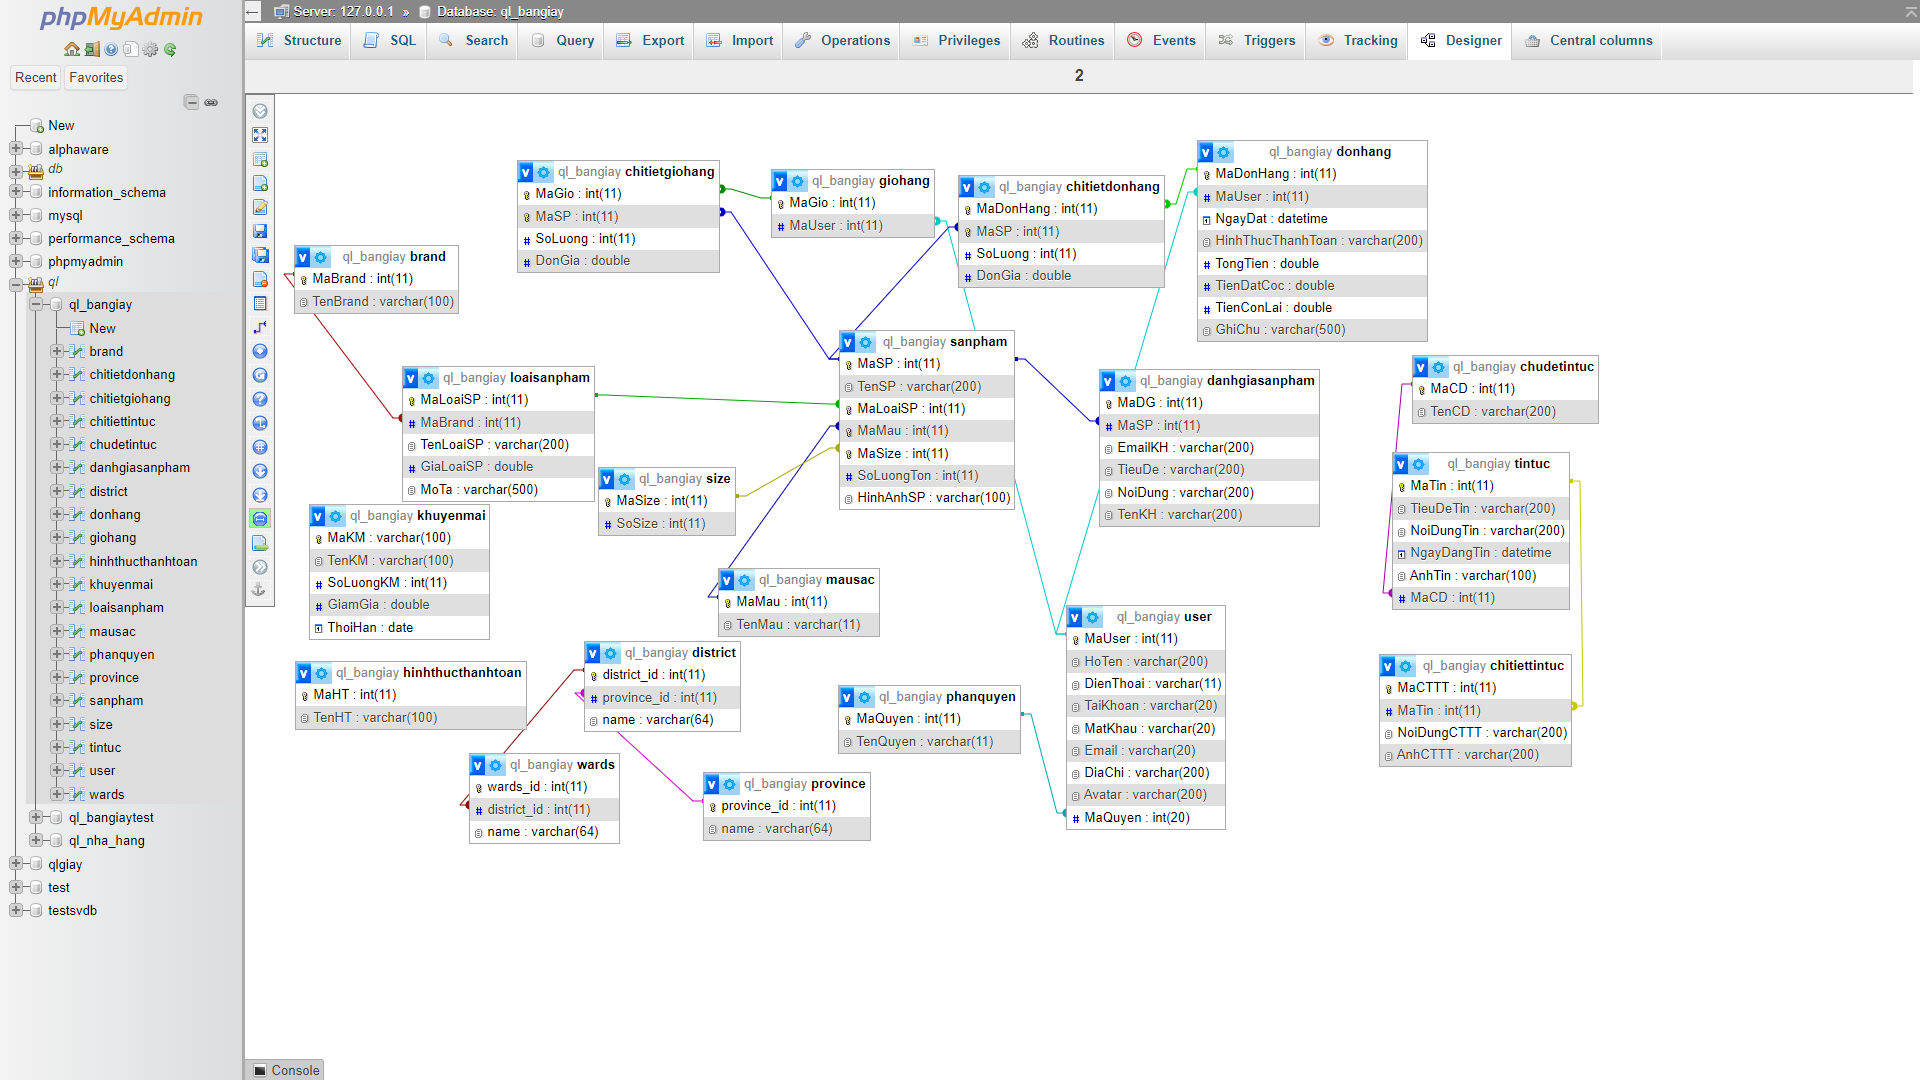 phpMyAdmin
Recent
Favorites
New
alphaware
db
information_schema
mysql
performance_schema
phpmyadmin
ql
ql_bangiay
New
brand
chitietdonhang
chitietgiohang
chitiettintuc
chudetintuc
danhgiasanpham
district
donhang
giohang
hinhthucthanhtoan
khuyenmai
loaisanpham
mausac
phanquyen
province
sanpham
size
tintuc
user
wards
ql_bangiaytest
ql_nha_hang
qlgiay
test
testsvdb
Server: 127.0.0.1 » Database: ql_bangiay
Structure SQL Search Query Export Import Operations Privileges Routines Events Triggers Tracking Designer Central columns
2
ql_bangiay brand
MaBrand : int(11)
TenBrand : varchar(100)
ql_bangiay chitietgiohang
MaGio : int(11)
MaSP : int(11)
SoLuong : int(11)
DonGia : double
ql_bangiay giohang
MaGio : int(11)
MaUser : int(11)
ql_bangiay chitietdonhang
MaDonHang : int(11)
MaSP : int(11)
SoLuong : int(11)
DonGia : double
ql_bangiay donhang
MaDonHang : int(11)
MaUser : int(11)
NgayDat : datetime
HinhThucThanhToan : varchar(200)
TongTien : double
TienDatCoc : double
TienConLai : double
GhiChu : varchar(500)
ql_bangiay loaisanpham
MaLoaiSP : int(11)
MaBrand : int(11)
TenLoaiSP : varchar(200)
GiaLoaiSP : double
MoTa : varchar(500)
ql_bangiay sanpham
MaSP : int(11)
TenSP : varchar(200)
MaLoaiSP : int(11)
MaMau : int(11)
MaSize : int(11)
SoLuongTon : int(11)
HinhAnhSP : varchar(100)
ql_bangiay danhgiasanpham
MaDG : int(11)
MaSP : int(11)
EmailKH : varchar(200)
TieuDe : varchar(200)
NoiDung : varchar(200)
TenKH : varchar(200)
ql_bangiay chudetintuc
MaCD : int(11)
TenCD : varchar(200)
ql_bangiay size
MaSize : int(11)
SoSize : int(11)
ql_bangiay tintuc
MaTin : int(11)
TieuDeTin : varchar(200)
NoiDungTin : varchar(200)
NgayDangTin : datetime
AnhTin : varchar(100)
MaCD : int(11)
ql_bangiay khuyenmai
MaKM : varchar(100)
TenKM : varchar(100)
SoLuongKM : int(11)
GiamGia : double
ThoiHan : date
ql_bangiay mausac
MaMau : int(11)
TenMau : varchar(11)
ql_bangiay user
MaUser : int(11)
HoTen : varchar(200)
DienThoai : varchar(11)
TaiKhoan : varchar(20)
MatKhau : varchar(20)
Email : varchar(20)
DiaChi : varchar(200)
Avatar : varchar(200)
MaQuyen : int(20)
ql_bangiay hinhthucthanhtoan
MaHT : int(11)
TenHT : varchar(100)
ql_bangiay district
district_id : int(11)
province_id : int(11)
name : varchar(64)
ql_bangiay phanquyen
MaQuyen : int(11)
TenQuyen : varchar(11)
ql_bangiay chitiettintuc
MaCTTT : int(11)
MaTin : int(11)
NoiDungCTTT : varchar(200)
AnhCTTT : varchar(200)
ql_bangiay wards
wards_id : int(11)
district_id : int(11)
name : varchar(64)
ql_bangiay province
province_id : int(11)
name : varchar(64)
Console